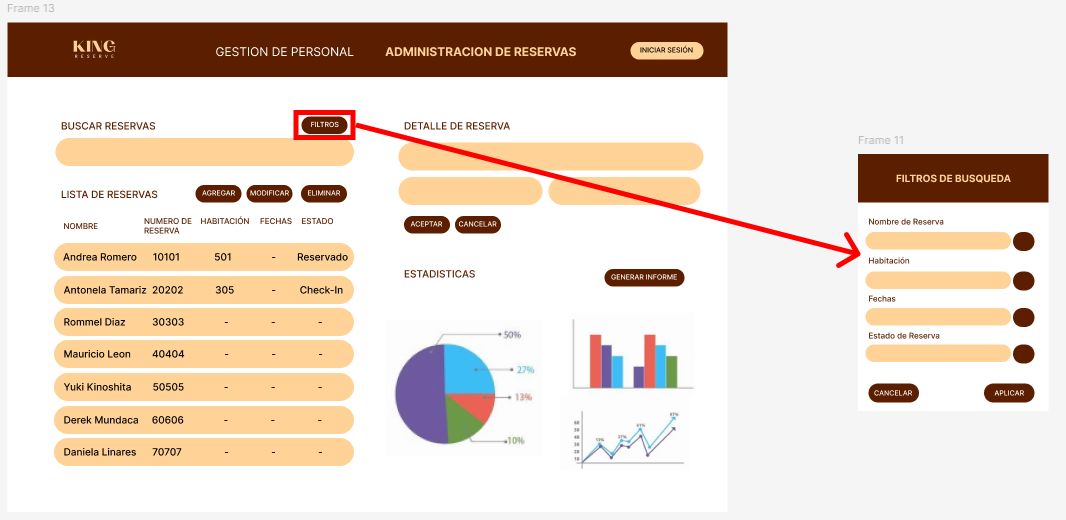 Frame 13
KING
RESERVE
GESTION DE PERSONAL
ADMINISTRACION DE RESERVAS
INICIAR SESIÓN
BUSCAR RESERVAS
FILTROS
LISTA DE RESERVAS
AGREGAR
MODIFICAR
ELIMINAR
NOMBRE
NUMERO DE
RESERVA
HABITACIÓN
FECHAS
ESTADO
Andrea Romero 10101 501 - Reservado
Antonela Tamariz 20202 305 - Check-In
Rommel Diaz 30303 - - -
Mauricio Leon 40404 - - -
Yuki Kinoshita 50505 - - -
Derek Mundaca 60606 - - -
Daniela Linares 70707 - - -
DETALLE DE RESERVA
ACEPTAR
CANCELAR
ESTADISTICAS
GENERAR INFORME
50%
27%
13%
10%
Frame 11
FILTROS DE BUSQUEDA
Nombre de Reserva
Habitación
Fechas
Estado de Reserva
CANCELAR
APLICAR